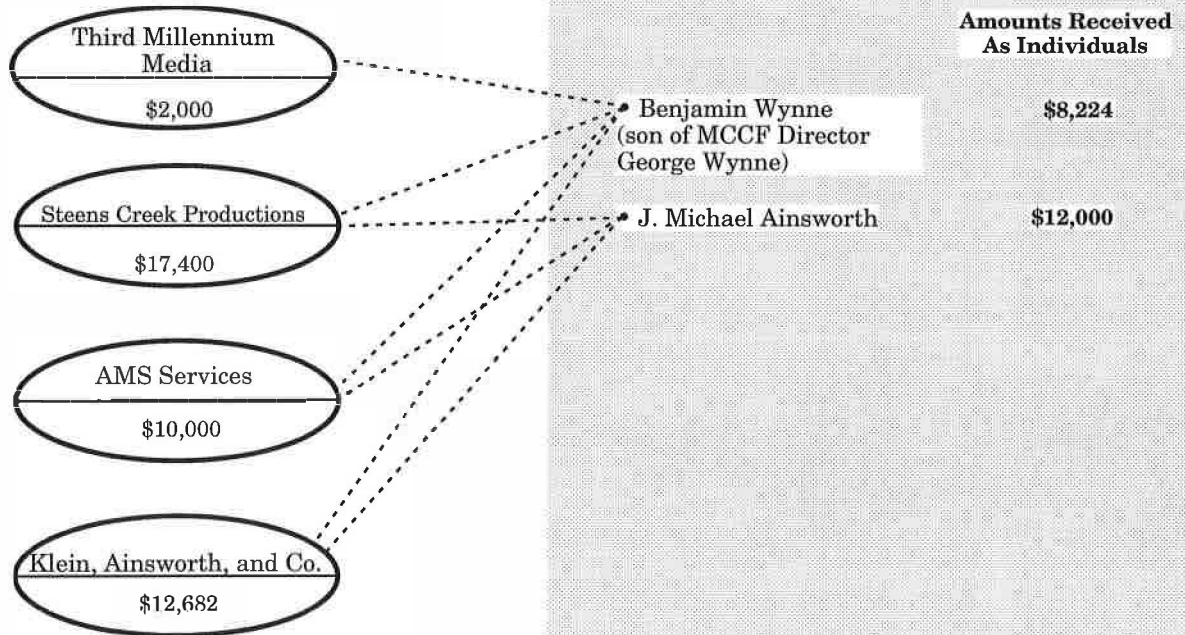 Third Millennium
Media
$2,000
Steens Creek Productions
$17,400
AMS Services
$10,000
Klein, Ainsworth, and Co.
$12,682
Amounts Received
As Individuals
• Benjamin Wynne
(son of MCCF Director
George Wynne)
$8,224
• J. Michael Ainsworth
$12,000